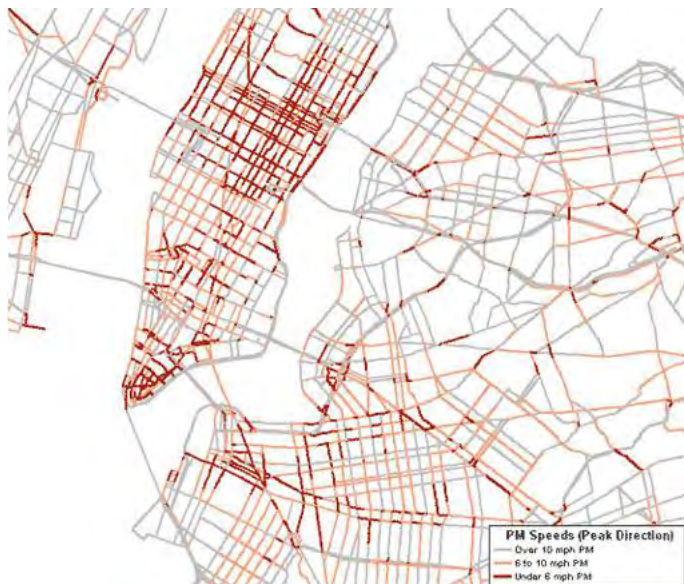 PM Speeds (Peak Direction)
Over 10 mph PM
6 to 10 mph PM
Under 6 mph PM